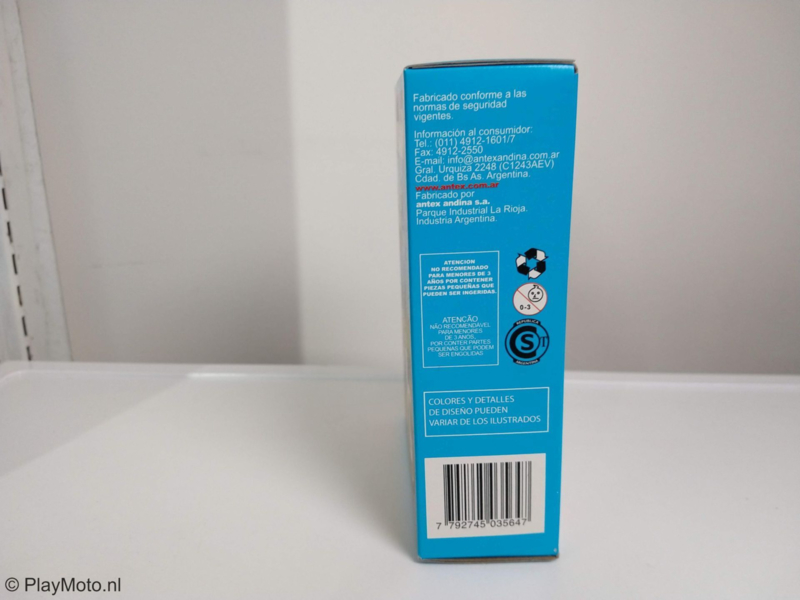 Fabricado conforme a las
normas de seguridad
vigentes.
Información al consumidor:
Tel.: (011) 4912-1601/7
Fax: 4912-2550
E-mail: info@antexandina.com.ar
Gral. Urquiza 2248 (C1243AEV)
Cdad. de Bs As. Argentina.
www.antex.com.ar
Fabricado por
antex andina s.a.
Parque Industrial La Rioja.
Industria Argentina.
ATENCION
NO RECOMENDADO
PARA MENORES DE 3
AÑOS POR CONTENER
PIEZAS PEQUEÑAS QUE
PUEDEN SER INGERIDAS.
0-3
ATENCÃO
NÃO RECOMENDÁVEL
PARA MENORES
DE 3 ANOS,
POR CONTER PARTES
PEQUENAS QUE PODEM
SER ENGOLIDAS
REPUBLICA
CST
ARGENTINA
COLORES Y DETALLES
DE DISEÑO PUEDEN
VARIAR DE LOS ILUSTRADOS
7 792745 035647
© PlayMoto.nl